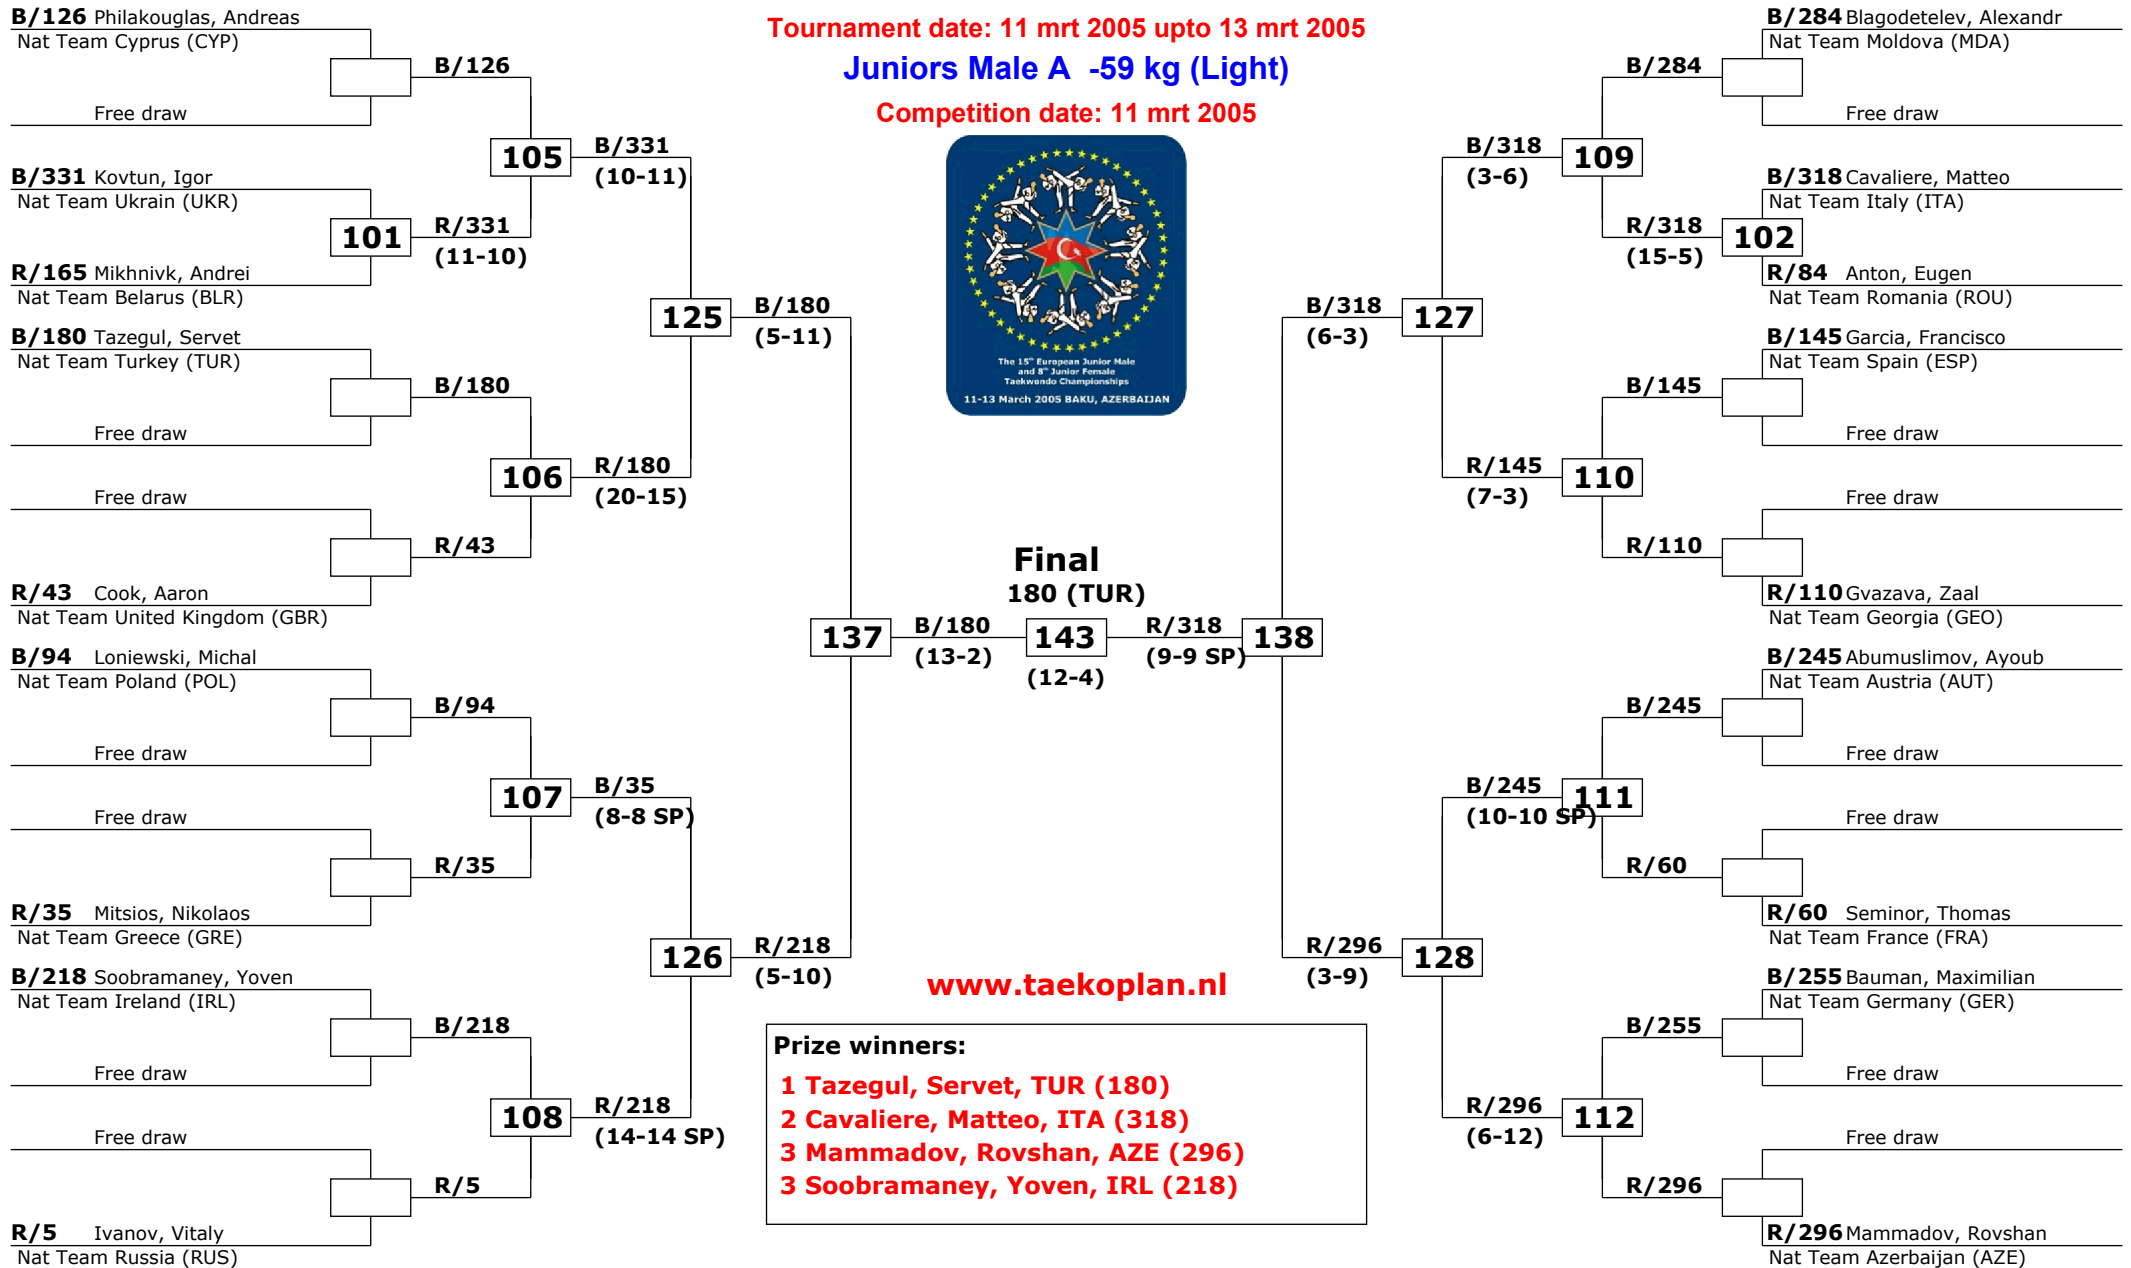 Tournament date: 11 mrt 2005 upto 13 mrt 2005
Juniors Male A -59 kg (Light)
Competition date: 11 mrt 2005
The 15th European Junior Male
and 8th Junior Female
Taekwondo Championships
11-13 March 2005 BAKU, AZERBAIJAN
B/126 Philakouglas, Andreas
Nat Team Cyprus (CYP)
Free draw
B/331 Kovtun, Igor
Nat Team Ukrain (UKR)
R/165 Mikhnivk, Andrei
Nat Team Belarus (BLR)
B/180 Tazegul, Servet
Nat Team Turkey (TUR)
Free draw
Free draw
R/43 Cook, Aaron
Nat Team United Kingdom (GBR)
B/94 Loniewski, Michal
Nat Team Poland (POL)
Free draw
Free draw
R/35 Mitsios, Nikolaos
Nat Team Greece (GRE)
B/218 Soobramaney, Yoven
Nat Team Ireland (IRL)
Free draw
Free draw
R/5 Ivanov, Vitaly
Nat Team Russia (RUS)
B/126
101
R/331
(11-10)
B/180
R/43
B/94
R/35
B/218
R/5
105
B/331
(10-11)
106
R/180
(20-15)
107
B/35
(8-8 SP)
108
R/218
(14-14 SP)
125
B/180
(5-11)
126
R/218
(5-10)
137
B/180
(13-2)
Final
180 (TUR)
143
(12-4)
R/318
(9-9 SP)
138
B/318
(6-3)
127
R/296
(3-9)
128
B/318
(3-6)
109
R/145
(7-3)
110
B/245
(10-10 SP)
111
R/296
(6-12)
112
B/284
R/318
(15-5)
102
B/145
R/110
B/245
R/60
B/255
R/296
B/284 Blagodetelev, Alexandr
Nat Team Moldova (MDA)
Free draw
B/318 Cavaliere, Matteo
Nat Team Italy (ITA)
R/84 Anton, Eugen
Nat Team Romania (ROU)
B/145 Garcia, Francisco
Nat Team Spain (ESP)
Free draw
Free draw
R/110 Gvazava, Zaal
Nat Team Georgia (GEO)
B/245 Abumuslimov, Ayoub
Nat Team Austria (AUT)
Free draw
Free draw
R/60 Seminor, Thomas
Nat Team France (FRA)
B/255 Bauman, Maximilian
Nat Team Germany (GER)
Free draw
Free draw
R/296 Mammadov, Rovshan
Nat Team Azerbaijan (AZE)
www.taekoplan.nl
Prize winners:
1 Tazegul, Servet, TUR (180)
2 Cavaliere, Matteo, ITA (318)
3 Mammadov, Rovshan, AZE (296)
3 Soobramaney, Yoven, IRL (218)